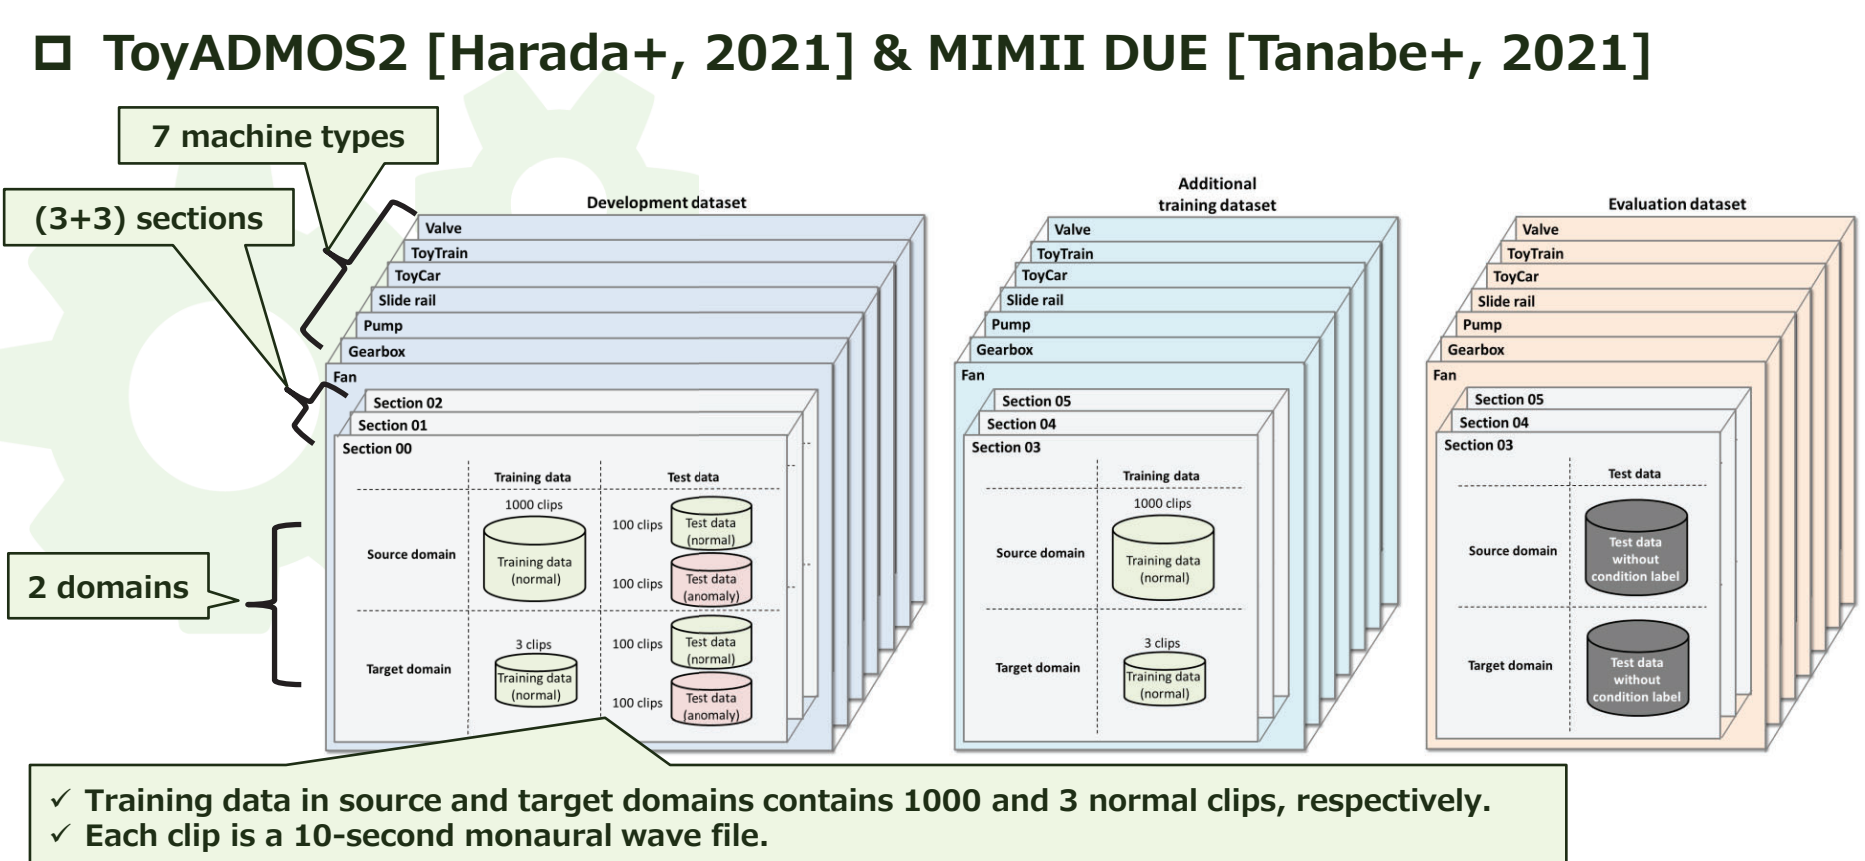 ToyADMOS2 [Harada+, 2021] & MIMII DUE [Tanabe+, 2021]
7 machine types
(3+3) sections
2 domains
Development dataset
Valve
ToyTrain
ToyCar
Slide rail
Pump
Gearbox
Fan
Section 02
Section 01
Section 00
Training data
Test data
Source domain
1000 clips
Training data
(normal)
100 clips
Test data
(normal)
100 clips
Test data
(anomaly)
Target domain
3 clips
Training data
(normal)
100 clips
Test data
(normal)
100 clips
Test data
(anomaly)
Additional
training dataset
Valve
ToyTrain
ToyCar
Slide rail
Pump
Gearbox
Fan
Section 05
Section 04
Section 03
Training data
Source domain
1000 clips
Training data
(normal)
Target domain
3 clips
Training data
(normal)
Evaluation dataset
Valve
ToyTrain
ToyCar
Slide rail
Pump
Gearbox
Fan
Section 05
Section 04
Section 03
Test data
Source domain
Test data
without
condition label
Target domain
Test data
without
condition label
✓ Training data in source and target domains contains 1000 and 3 normal clips, respectively.
✓ Each clip is a 10-second monaural wave file.